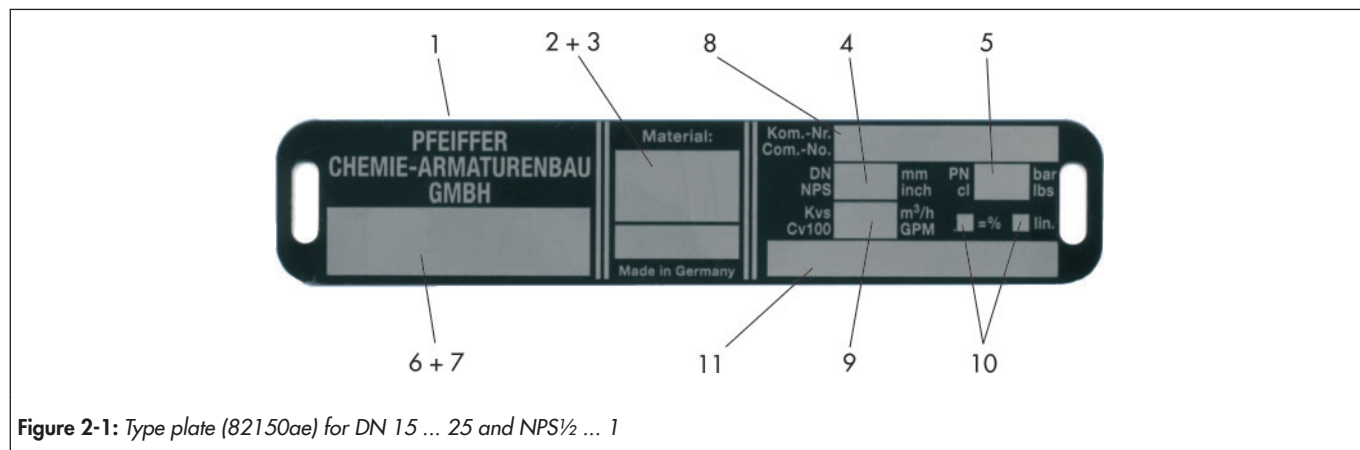 1
2 + 3
8
4
5
PFEIFFER
CHEMIE-ARMATURENBAU
GMBH
Material:
Made in Germany
Kom.-Nr.
Com.-No.
DN
NPS
mm
inch
PN
cl
bar
lbs
Kvs
Cv100
m³/h
GPM
=%
lin.
6 + 7
11
9
10
Figure 2-1: Type plate (82150ae) for DN 15 ... 25 and NPS½ ... 1